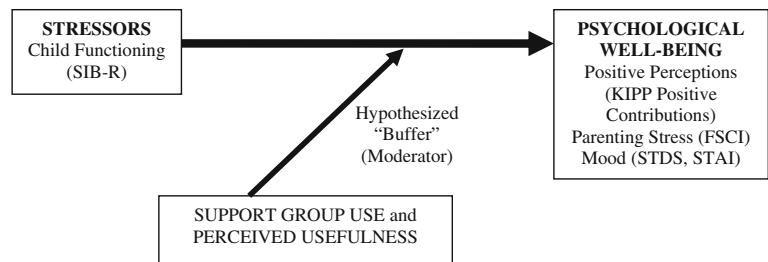 STRESSORS
Child Functioning
(SIB-R)
PSYCHOLOGICAL
WELL-BEING
Positive Perceptions
(KIPP Positive
Contributions)
Parenting Stress (FSCI)
Mood (STDS, STAI)
Hypothesized
“Buffer”
(Moderator)
SUPPORT GROUP USE and
PERCEIVED USEFULNESS